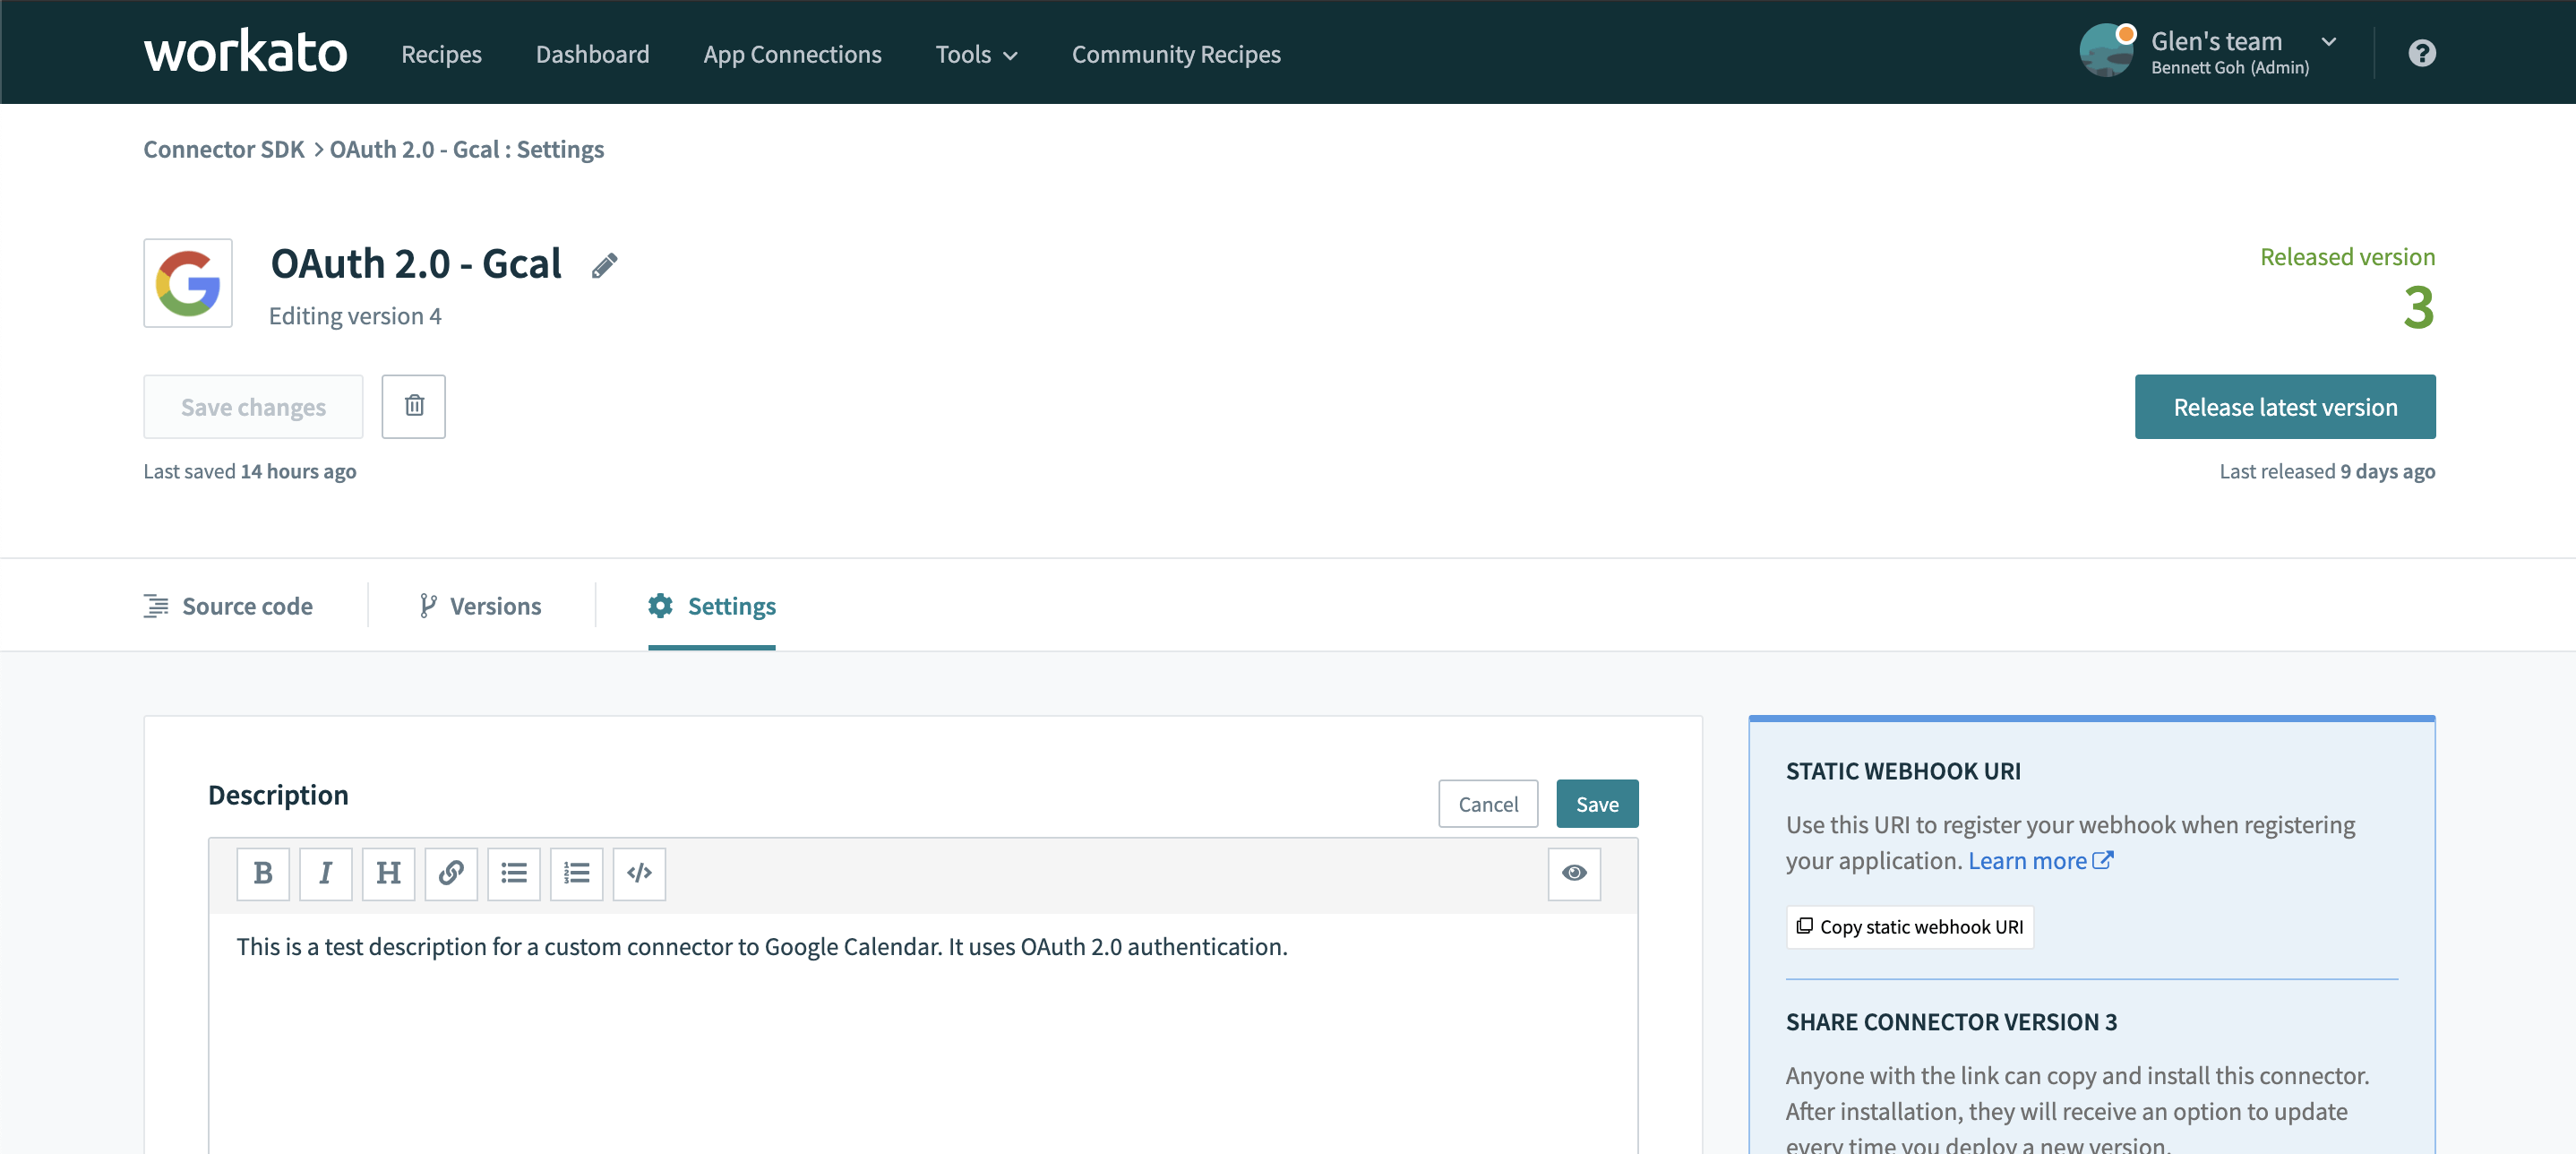 workato Recipes Dashboard App Connections Tools Community Recipes Glen's team
Bennett Goh (Admin)
Connector SDK > OAuth 2.0 - Gcal : Settings
OAuth 2.0 - Gcal
Editing version 4
Released version
3
Save changes
Release latest version
Last saved 14 hours ago
Last released 9 days ago
Source code Versions Settings
Description
Cancel Save
B I H
This is a test description for a custom connector to Google Calendar. It uses OAuth 2.0 authentication.
STATIC WEBHOOK URI
Use this URI to register your webhook when registering
your application. Learn more
Copy static webhook URI
SHARE CONNECTOR VERSION 3
Anyone with the link can copy and install this connector.
After installation, they will receive an option to update
every time you deploy a new version.